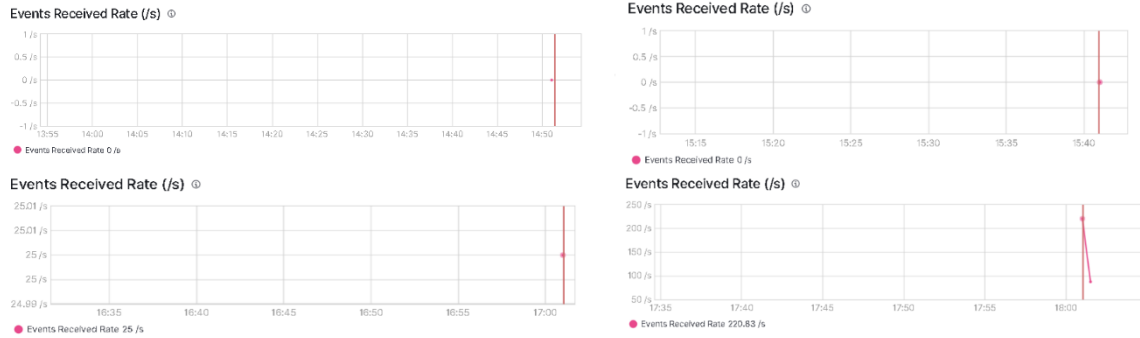 Events Received Rate (/s)
1 /s
0.5 /s
0 /s
-0.5 /s
-1 /s
13:55 14:00 14:05 14:10 14:15 14:20 14:25 14:30 14:35 14:40 14:45 14:50
Events Received Rate 0 /s
Events Received Rate (/s)
1 /s
0.5 /s
0 /s
-0.5 /s
-1 /s
15:15 15:20 15:25 15:30 15:35 15:40
Events Received Rate 0 /s
Events Received Rate (/s)
25.01 /s
25.01 /s
25 /s
25 /s
24.99 /s
16:35 16:40 16:45 16:50 16:55 17:00
Events Received Rate 25 /s
Events Received Rate (/s)
250 /s
200 /s
150 /s
100 /s
50 /s
17:35 17:40 17:45 17:50 17:55 18:00
Events Received Rate 220.83 /s